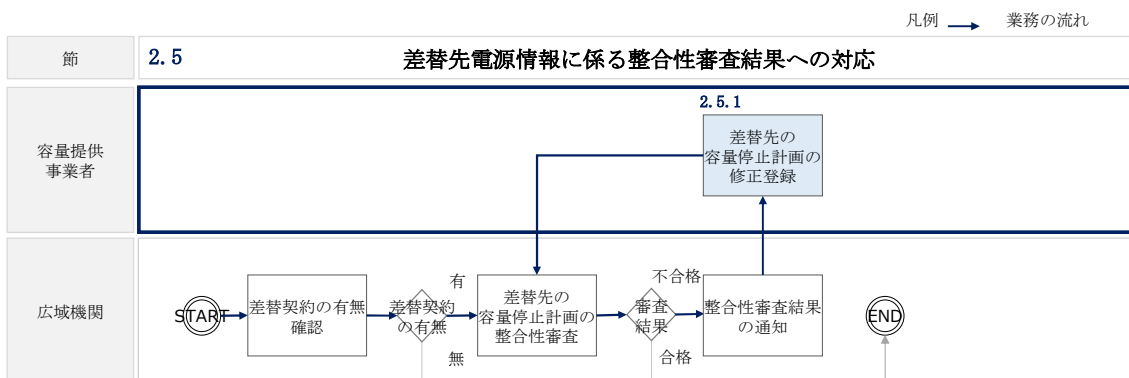 凡例 業務の流れ
節
2.5 差替先電源情報に係る整合性審査結果への対応
容量提供
事業者
2.5.1
差替先の
容量停止計画の
修正登録
広域機関
START
差替契約の有無
確認
差替契約
の有無
有
無
差替先の
容量停止計画の
整合性審査
審査
結果
不合格
合格
整合性審査結果
の通知
END